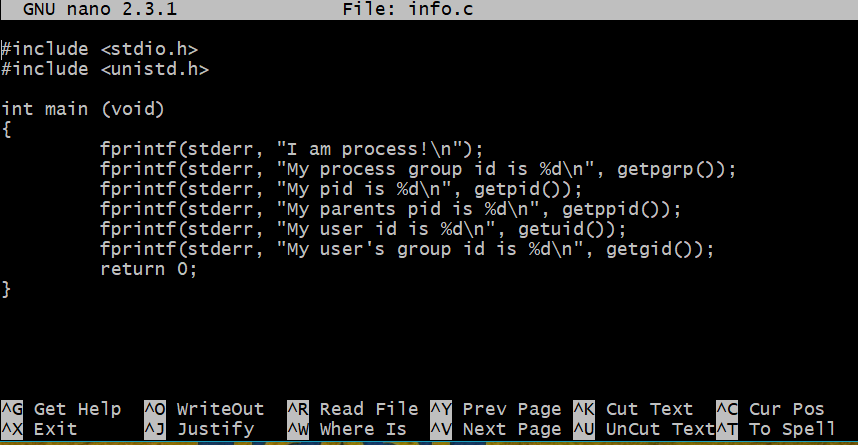 GNU nano 2.3.1 File: info.c
#include <stdio.h>
#include <unistd.h>
int main (void)
{
fprintf(stderr, "I am process!\n");
fprintf(stderr, "My process group id is %d\n", getpgrp());
fprintf(stderr, "My pid is %d\n", getpid());
fprintf(stderr, "My parents pid is %d\n", getppid());
fprintf(stderr, "My user id is %d\n", getuid());
fprintf(stderr, "My user's group id is %d\n", getgid());
return 0;
}
^G Get Help ^O WriteOut ^R Read File ^Y Prev Page ^K Cut Text ^C Cur Pos
^X Exit ^J Justify ^W Where Is ^V Next Page ^U UnCut Text ^T To Spell